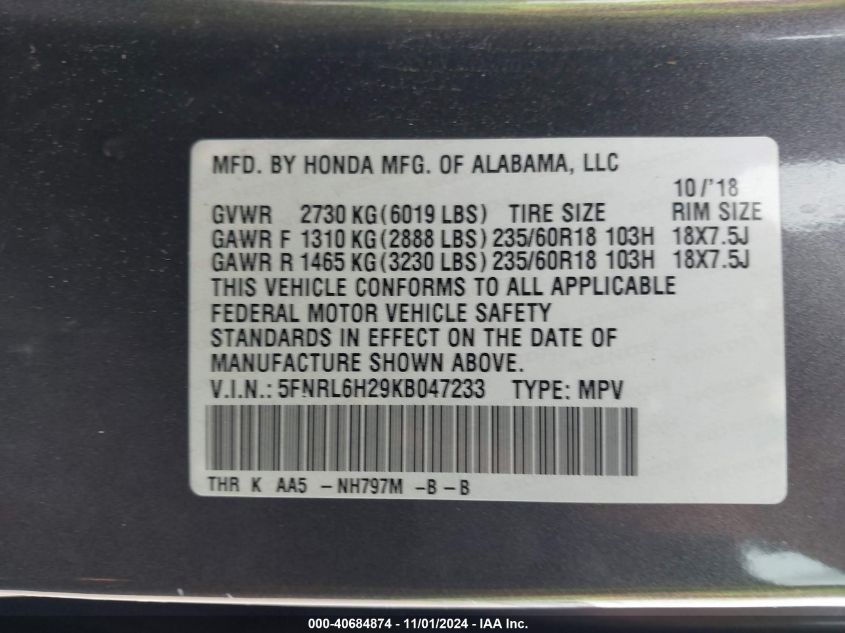 MFD. BY HONDA MFG. OF ALABAMA, LLC
10/'18
GVWR 2730 KG(6019 LBS) TIRE SIZE RIM SIZE
GAWR F 1310 KG(2888 LBS) 235/60R18 103H 18X7.5J
GAWR R 1465 KG(3230 LBS) 235/60R18 103H 18X7.5J
THIS VEHICLE CONFORMS TO ALL APPLICABLE
FEDERAL MOTOR VEHICLE SAFETY
STANDARDS IN EFFECT ON THE DATE OF
MANUFACTURE SHOWN ABOVE.
V.I.N.: 5FNRL6H29KB047233 TYPE: MPV
THR K AA5 -NH797M -B-B
000-40684874 - 11/01/2024 - IAA Inc.